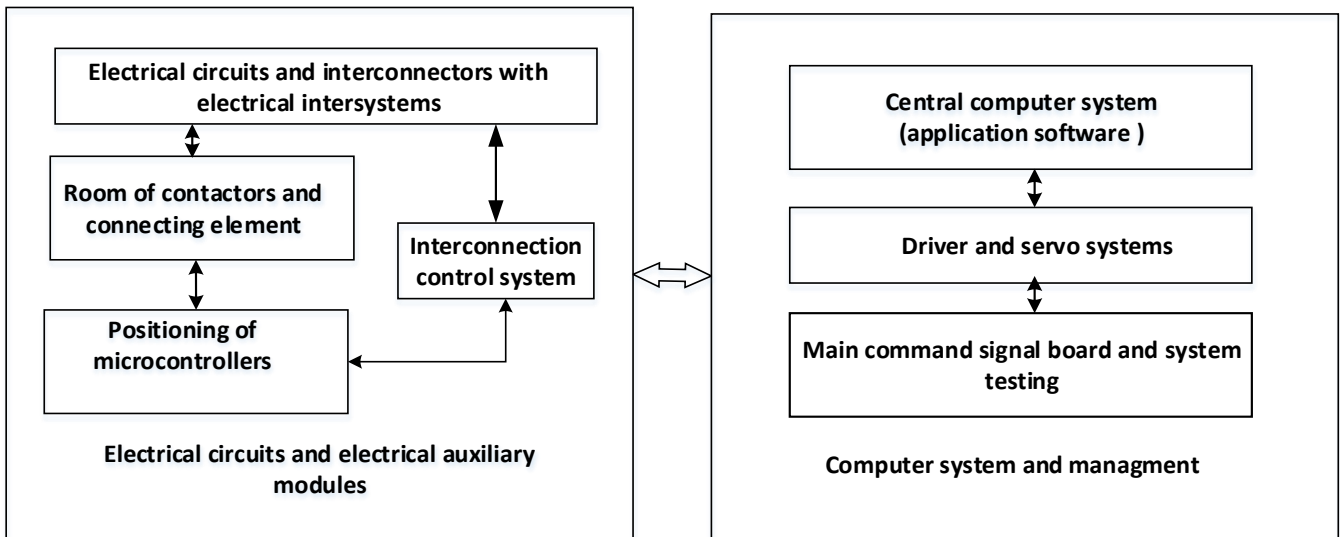 Electrical circuits and interconnectors with
electrical intersystems
Room of contactors and
connecting element
Interconnection
control system
Positioning of
microcontrollers
Electrical circuits and electrical auxiliary
modules
Central computer system
(application software )
Driver and servo systems
Main command signal board and system
testing
Computer system and managment